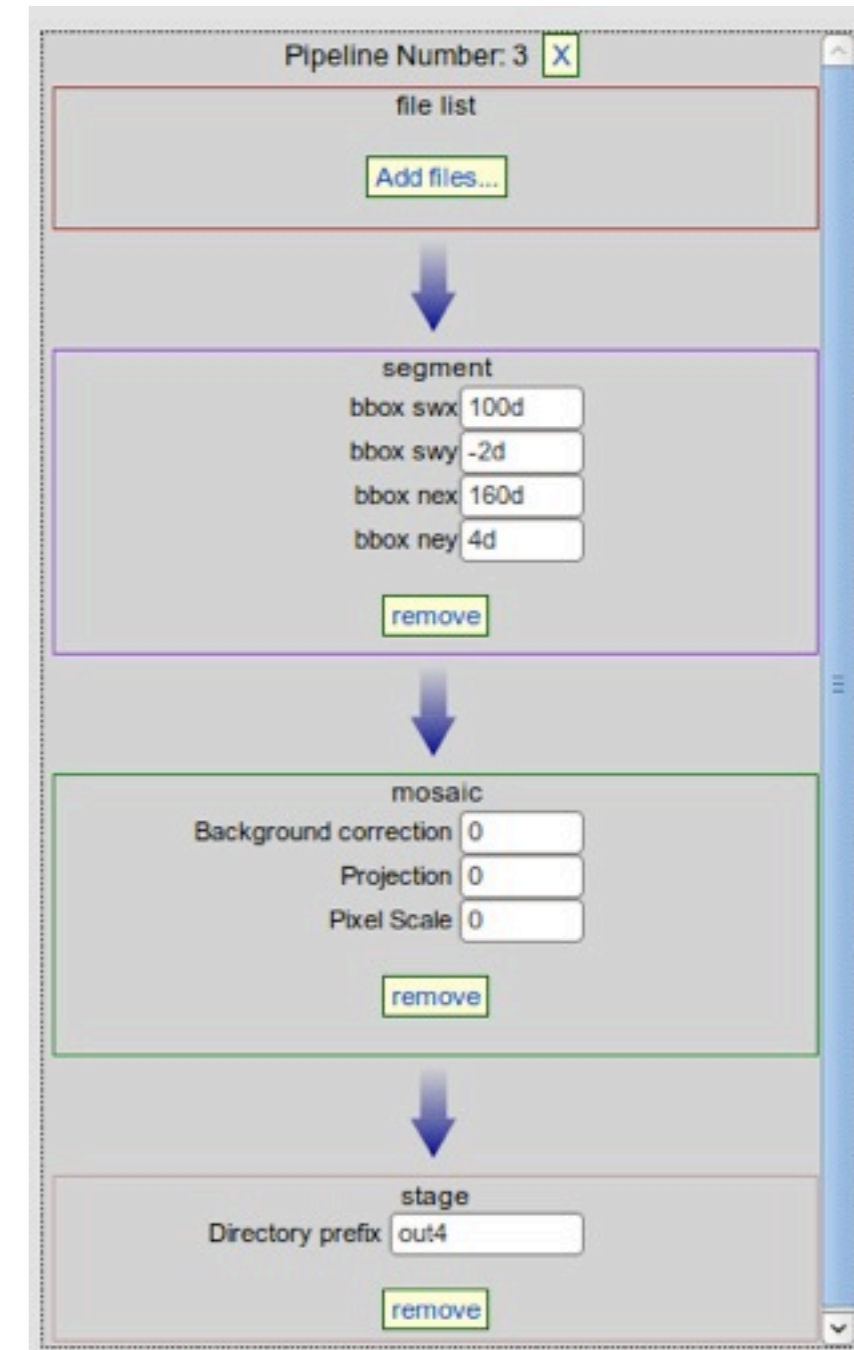 Pipeline Number: 3 X
file list
Add files...
segment
bbox swx 100d
bbox swy -2d
bbox nex 160d
bbox ney 4d
remove
mosaic
Background correction 0
Projection 0
Pixel Scale 0
remove
stage
Directory prefix out4
remove